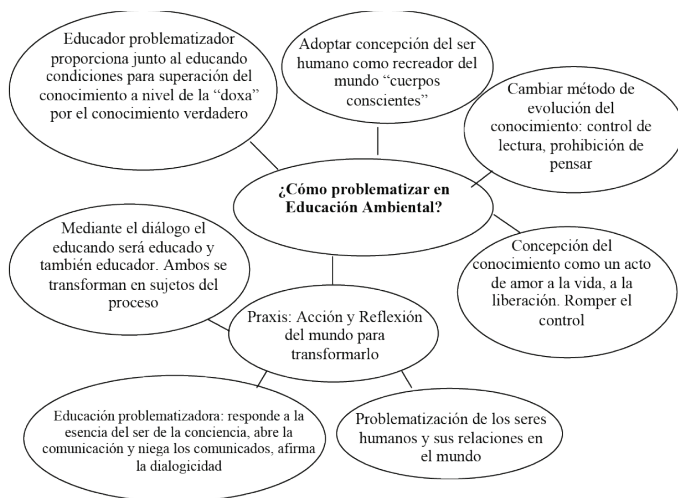 Educador problematizador
proporciona junto al educando
condiciones para superación del
conocimiento a nivel de la “doxa”
por el conocimiento verdadero
Adoptar concepción del ser
humano como recreador del
mundo “cuerpos
conscientes”
Cambiar método de
evolución del
conocimiento: control de
lectura, prohibición de
pensar
¿Cómo problematizar en
Educación Ambiental?
Mediante el diálogo el
educando será educado y
también educador. Ambos se
transforman en sujetos del
proceso
Concepción del
conocimiento como un acto
de amor a la vida, a la
liberación. Romper el
control
Praxis: Acción y Reflexión
del mundo para
transformarlo
Educación problematizadora: responde a la
esencia del ser de la conciencia, abre la
comunicación y niega los comunicados, afirma
la dialogicidad
Problematización de los seres
humanos y sus relaciones en
el mundo